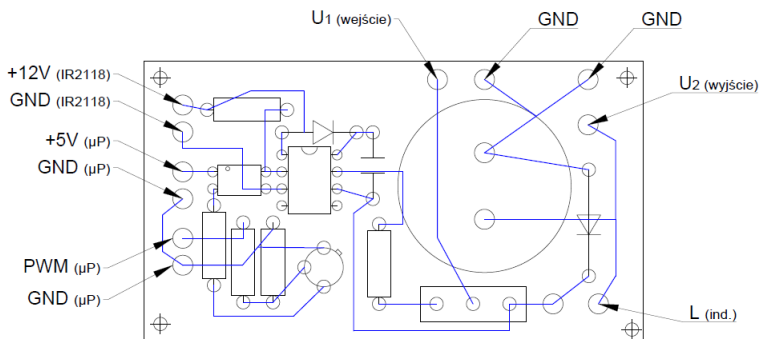 U1 (wejście)
GND
GND
+12V (IR2118)
GND (IR2118)
U2 (wyjście)
+5V (µP)
GND (µP)
PWM (µP)
GND (µP)
L (ind.)